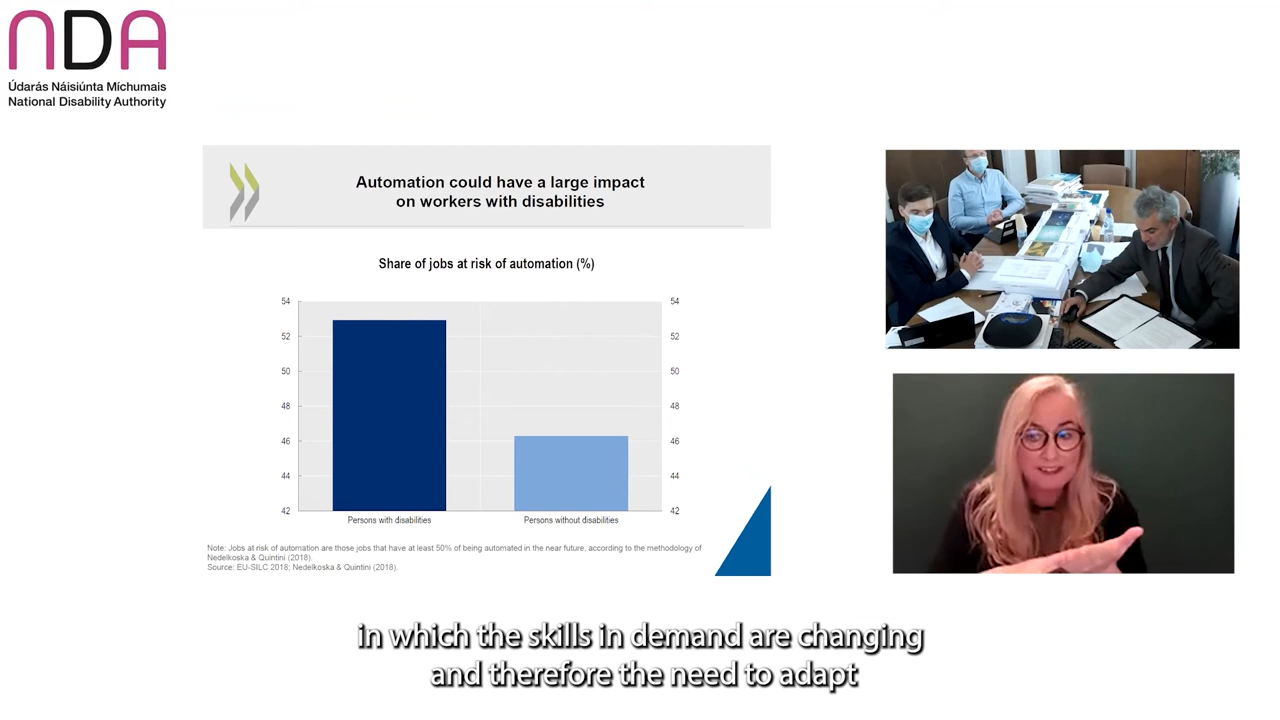 NDA
Údarás Náisiúnta Míchumais
National Disability Authority
Automation could have a large impact
on workers with disabilities
Share of jobs at risk of automation (%)
54
54
52
52
50
50
48
48
46
46
44
44
42
42
Persons with disabilities
Persons without disabilities
Note: Jobs at risk of automation are those jobs that have at least 50% of being automated in the near future, according to the methodology of
Nedelkoska & Quintini (2018).
Source: EU-SILC 2018; Nedelkoska & Quintini (2018).
in which the skills in demand are changing
and therefore the need to adapt